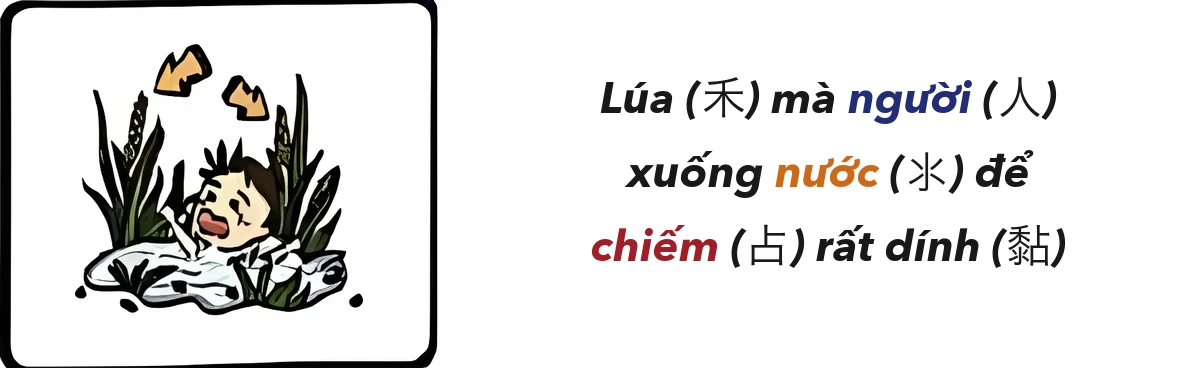 Lúa (禾) mà người (人)
xuống nước (氺) để
chiếm (占) rất dính (黏)